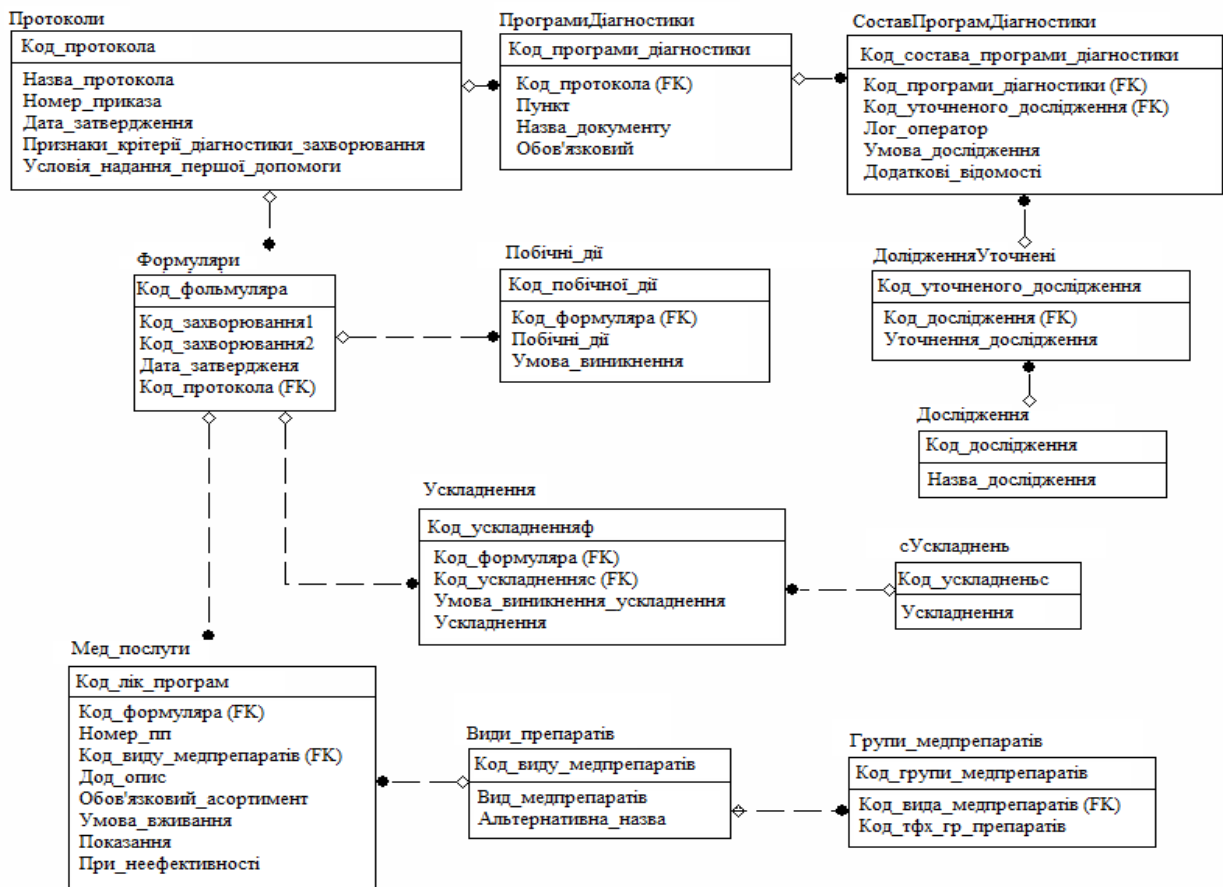 Протоколи
Код_протокола
Назва_протокола
Номер_приказа
Дата_затвердження
Признаки_крітерії_діагностики_захворювання
Условія_надання_першої_допомоги
ПрограмиДіагностики
Код_програми_діагностики
Код_протокола (FK)
Пункт
Назва_документу
Обов'язковий
СоставПрограмДіагностики
Код_состава_програми_діагностики
Код_програми_діагностики (FK)
Код_уточненого_дослідження (FK)
Лог_оператор
Умова_дослідження
Додаткові_відомості
Формуляри
Код_фольмуляра
Код_захворювання1
Код_захворювання2
Дата_затвердженя
Код_протокола (FK)
Побічні_дії
Код_побічної_дії
Код_формуляра (FK)
Побічні_дії
Умова_виникнення
ДолідженняУточнені
Код_уточненого_дослідження
Код_дослідження (FK)
Уточнення_дослідження
Дослідження
Код_дослідження
Назва_дослідження
Ускладнення
Код_ускладненняф
Код_формуляра (FK)
Код_ускладненняс (FK)
Умова_виникнення_ускладнення
Ускладнення
сУскладнень
Код_ускладненьс
Ускладнення
Мед_послуги
Код_лік_програм
Код_формуляра (FK)
Номер_пп
Код_виду_медпрепаратів (FK)
Дод_опис
Обов'язковий_асортимент
Умова_вживання
Показання
При_неефективності
Види_препаратів
Код_виду_медпрепаратів
Вид_медпрепаратів
Альтернативна_назва
Групи_медпрепаратів
Код_групи_медпрепаратів
Код_вида_медпрепаратів (FK)
Код_тфх_гр_препаратів